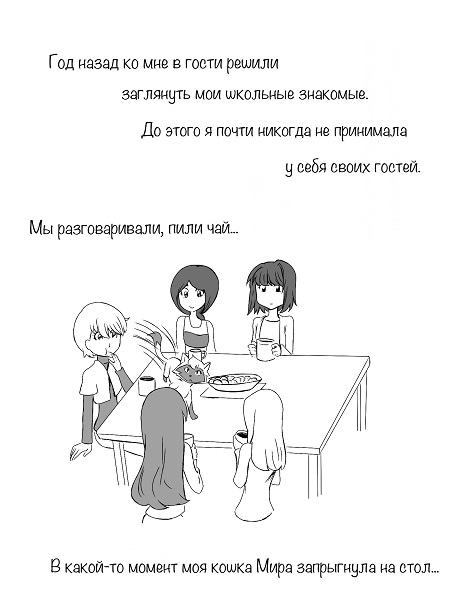 Год назад ко мне в гости решили
заглянуть мои школьные знакомые.
До этого я почти никогда не принимала
у себя своих гостей.
Мы разговаривали, пили чай...
В какой-то момент моя кошка Мира запрыгнула на стол...